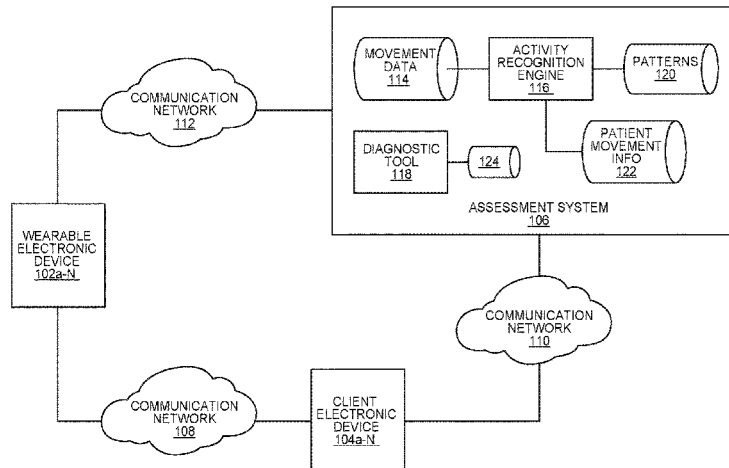 MOVEMENT
DATA
114
ACTIVITY
RECOGNITION
ENGINE
116
PATTERNS
120
COMMUNICATION
NETWORK
112
DIAGNOSTIC
TOOL
118
124
PATIENT
MOVEMENT
INFO
122
ASSESSMENT SYSTEM
106
WEARABLE
ELECTRONIC
DEVICE
102a-N
COMMUNICATION
NETWORK
110
COMMUNICATION
NETWORK
108
CLIENT
ELECTRONIC
DEVICE
104a-N